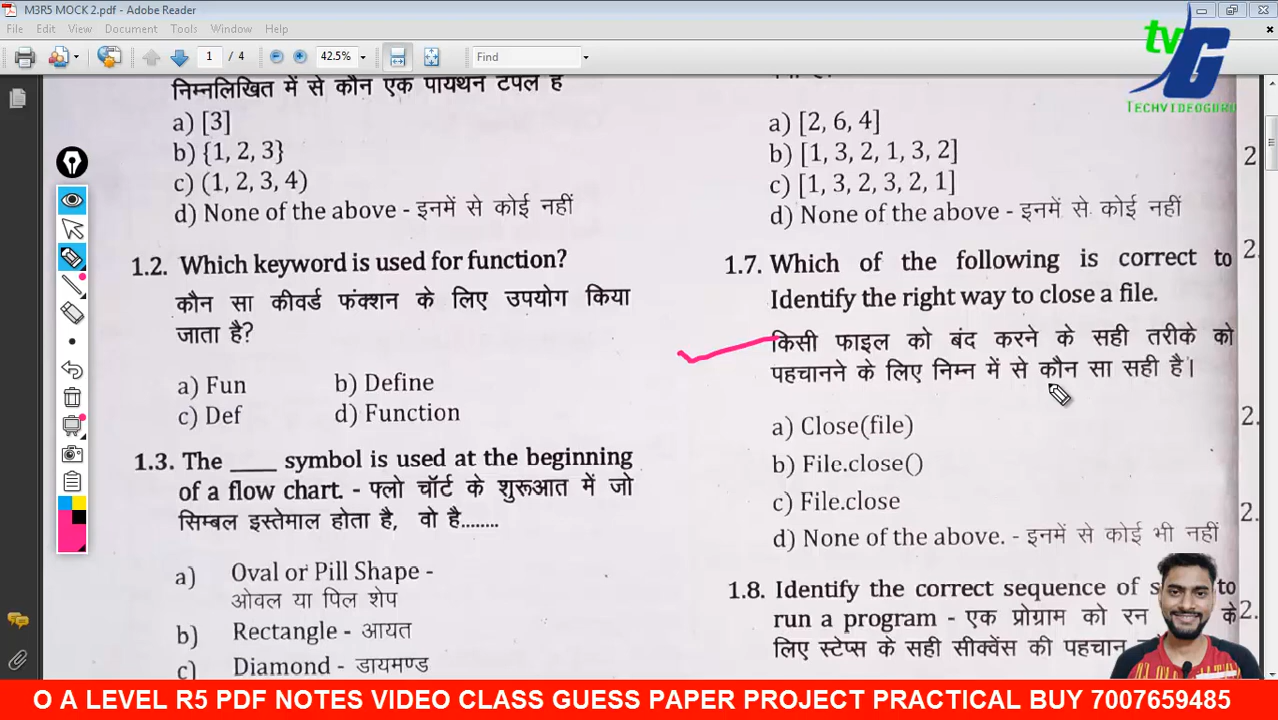 M3R5 MOCK 2.pdf - Adobe Reader
File Edit View Document Tools Window Help
1 / 4 42.5% Find
tv G
TECHVIDEOGURU
निम्नलिखित में से कौन एक पायथन टपल है
a) [3]
b) {1, 2, 3}
c) (1, 2, 3, 4)
d) None of the above - इनमें से कोई नहीं
1.2. Which keyword is used for function?
कौन सा कीवर्ड फंक्शन के लिए उपयोग किया
जाता है?
a) Fun b) Define
c) Def d) Function
1.3. The ____ symbol is used at the beginning
of a flow chart. - फ्लो चॉर्ट के शुरूआत में जो
सिम्बल इस्तेमाल होता है, वो है........
a) Oval or Pill Shape -
ओवल या पिल शेप
b) Rectangle - आयत
c) Diamond - डायमण्ड
a) [2, 6, 4]
b) [1, 3, 2, 1, 3, 2]
c) [1, 3, 2, 3, 2, 1]
d) None of the above - इनमें से कोई नहीं
1.7. Which of the following is correct to
Identify the right way to close a file.
किसी फाइल को बंद करने के सही तरीके को
पहचानने के लिए निम्न में से कौन सा सही है।
a) Close(file)
b) File.close()
c) File.close
d) None of the above. - इनमें से कोई भी नहीं
1.8. Identify the correct sequence of to
run a program - एक प्रोग्राम को रन के
लिए स्टेप्स के सही सीक्वेंस की पहचान
2
2.
2.
2.
2.
O A LEVEL R5 PDF NOTES VIDEO CLASS GUESS PAPER PROJECT PRACTICAL BUY 7007659485